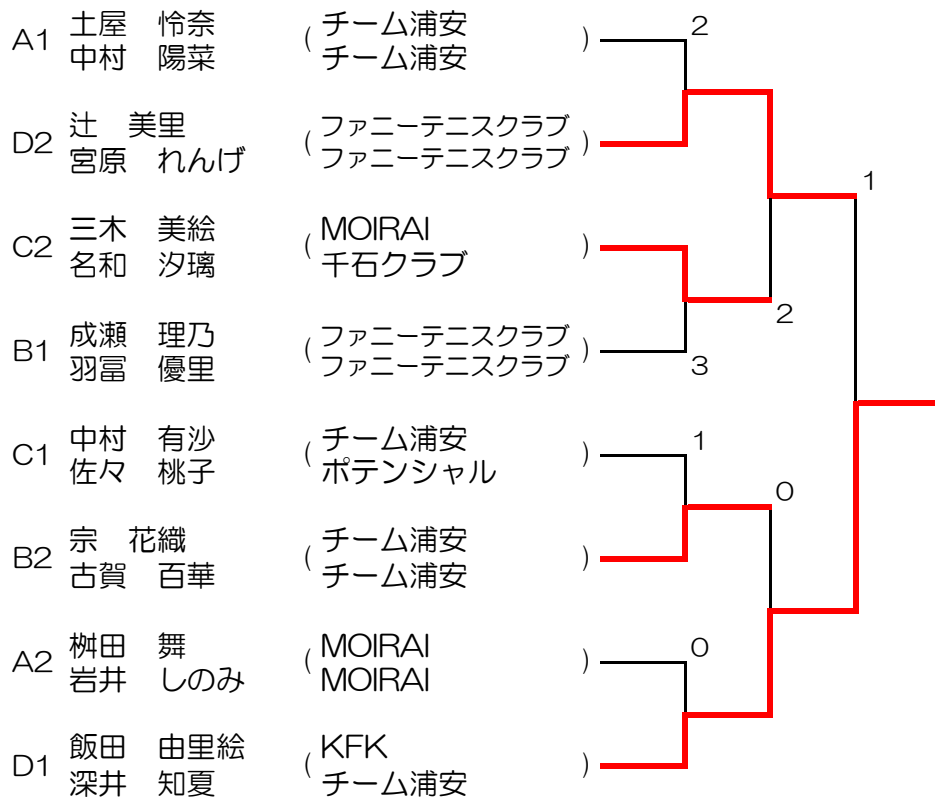 A1 土屋　怜奈 ( チーム浦安 ) 2
中村　陽菜 チーム浦安
D2 辻　美里 ( ファニーテニスクラブ )
宮原　れんげ ファニーテニスクラブ
1
C2 三木　美絵 ( MOIRAI )
名和　汐璃 千石クラブ
2
B1 成瀬　理乃 ( ファニーテニスクラブ )
羽冨　優里 ファニーテニスクラブ 3
C1 中村　有沙 ( チーム浦安 ) 1
佐々　桃子 ポテンシャル
0
B2 宗　花織 ( チーム浦安 )
古賀　百華 チーム浦安
A2 桝田　舞 ( MOIRAI ) 0
岩井　しのみ MOIRAI
D1 飯田　由里絵 ( KFK )
深井　知夏 チーム浦安